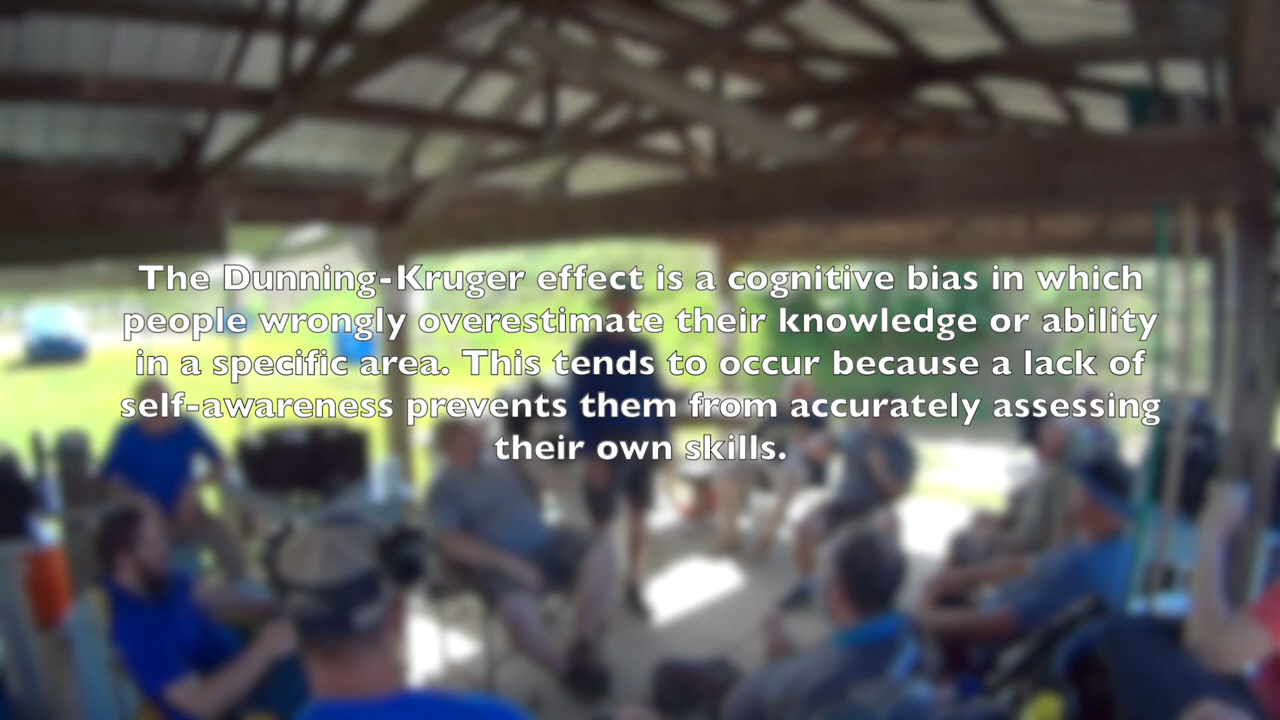 The Dunning-Kruger effect is a cognitive bias in which
people wrongly overestimate their knowledge or ability
in a specific area. This tends to occur because a lack of
self-awareness prevents them from accurately assessing
their own skills.